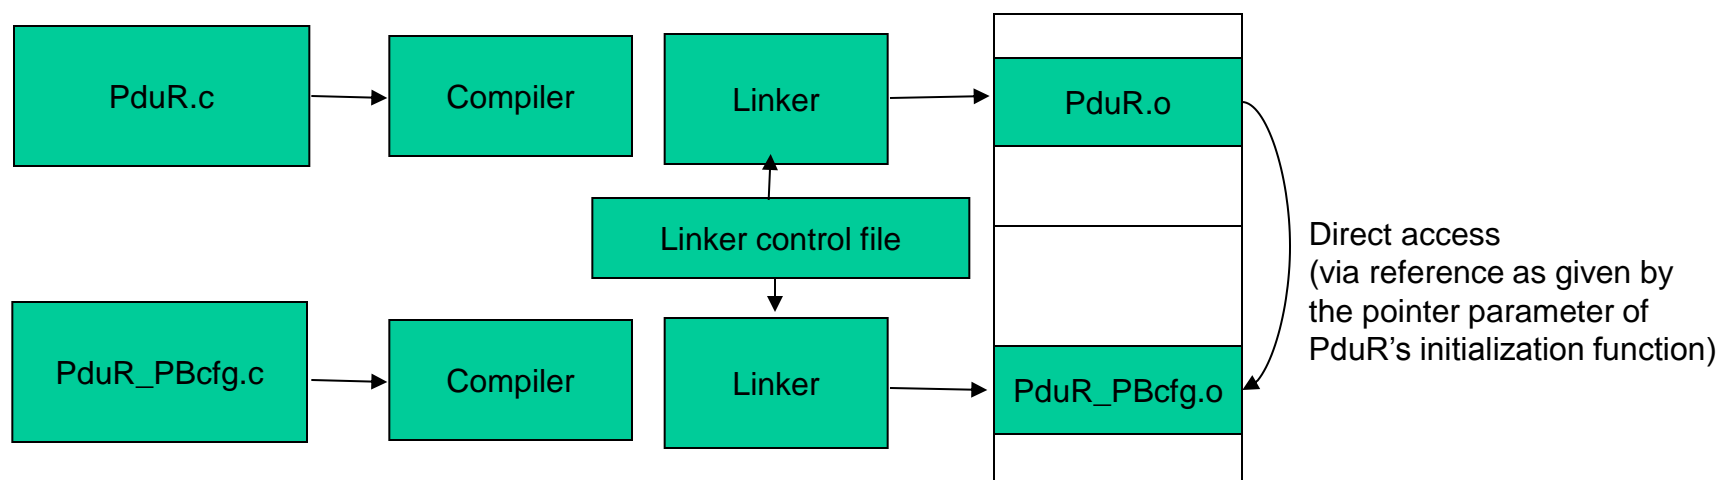 PduR.c
Compiler
Linker
PduR.o
Linker control file
Direct access
(via reference as given by
the pointer parameter of
PduR’s initialization function)
PduR_PBcfg.c
Compiler
Linker
PduR_PBcfg.o